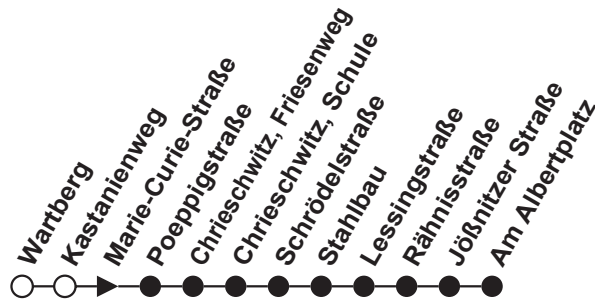 Wartberg
Kastanienweg
Marie-Curie-Straße
Poeppigstraße
Chrieschwitz, Friesenweg
Chrieschwitz, Schule
Schrödelstraße
Stahlbau
Lessingstraße
Rähnisstraße
Jößnitzer Straße
Am Albertplatz